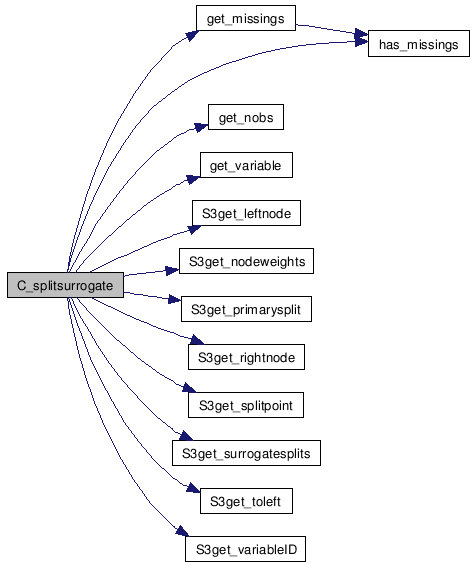 get_missings
has_missings
get_nobs
get_variable
S3get_leftnode
S3get_nodeweights
C_splitsurrogate
S3get_primarysplit
S3get_rightnode
S3get_splitpoint
S3get_surrogatesplits
S3get_toleft
S3get_variableID